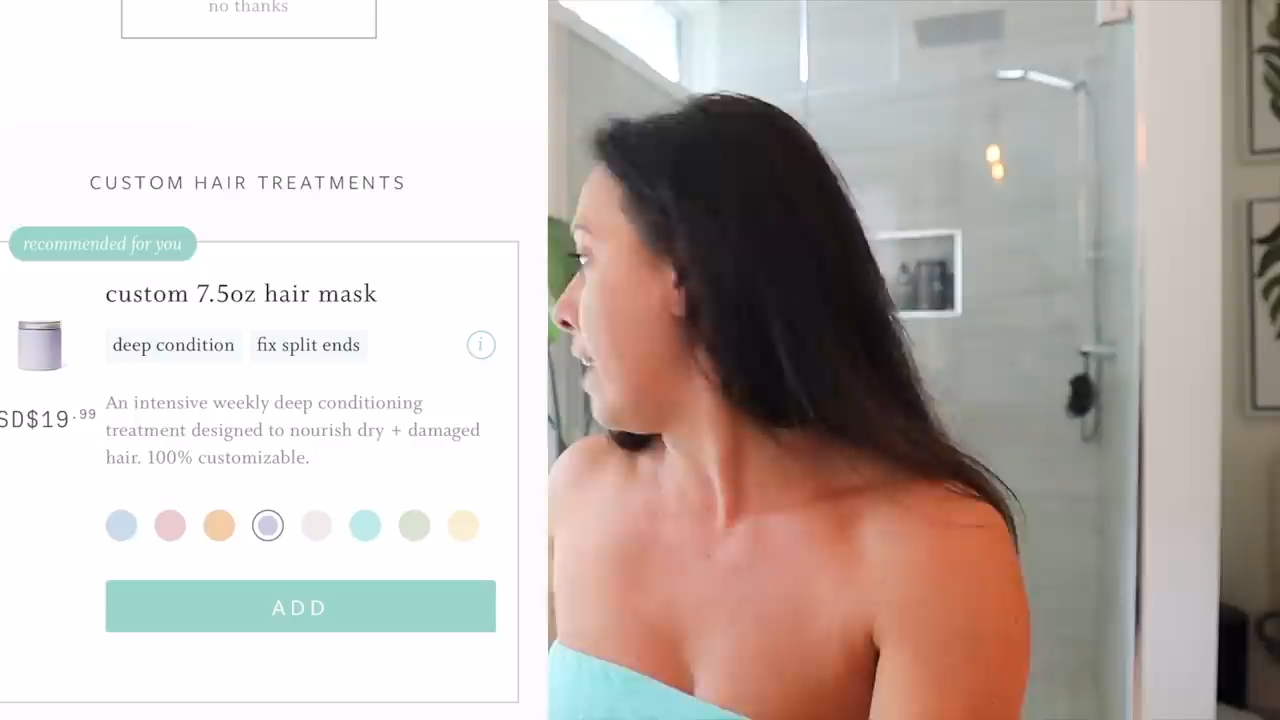 no thanks
CUSTOM HAIR TREATMENTS
recommended for you
custom 7.5oz hair mask
deep condition fix split ends
i
SD$19.99
An intensive weekly deep conditioning
treatment designed to nourish dry + damaged
hair. 100% customizable.
ADD